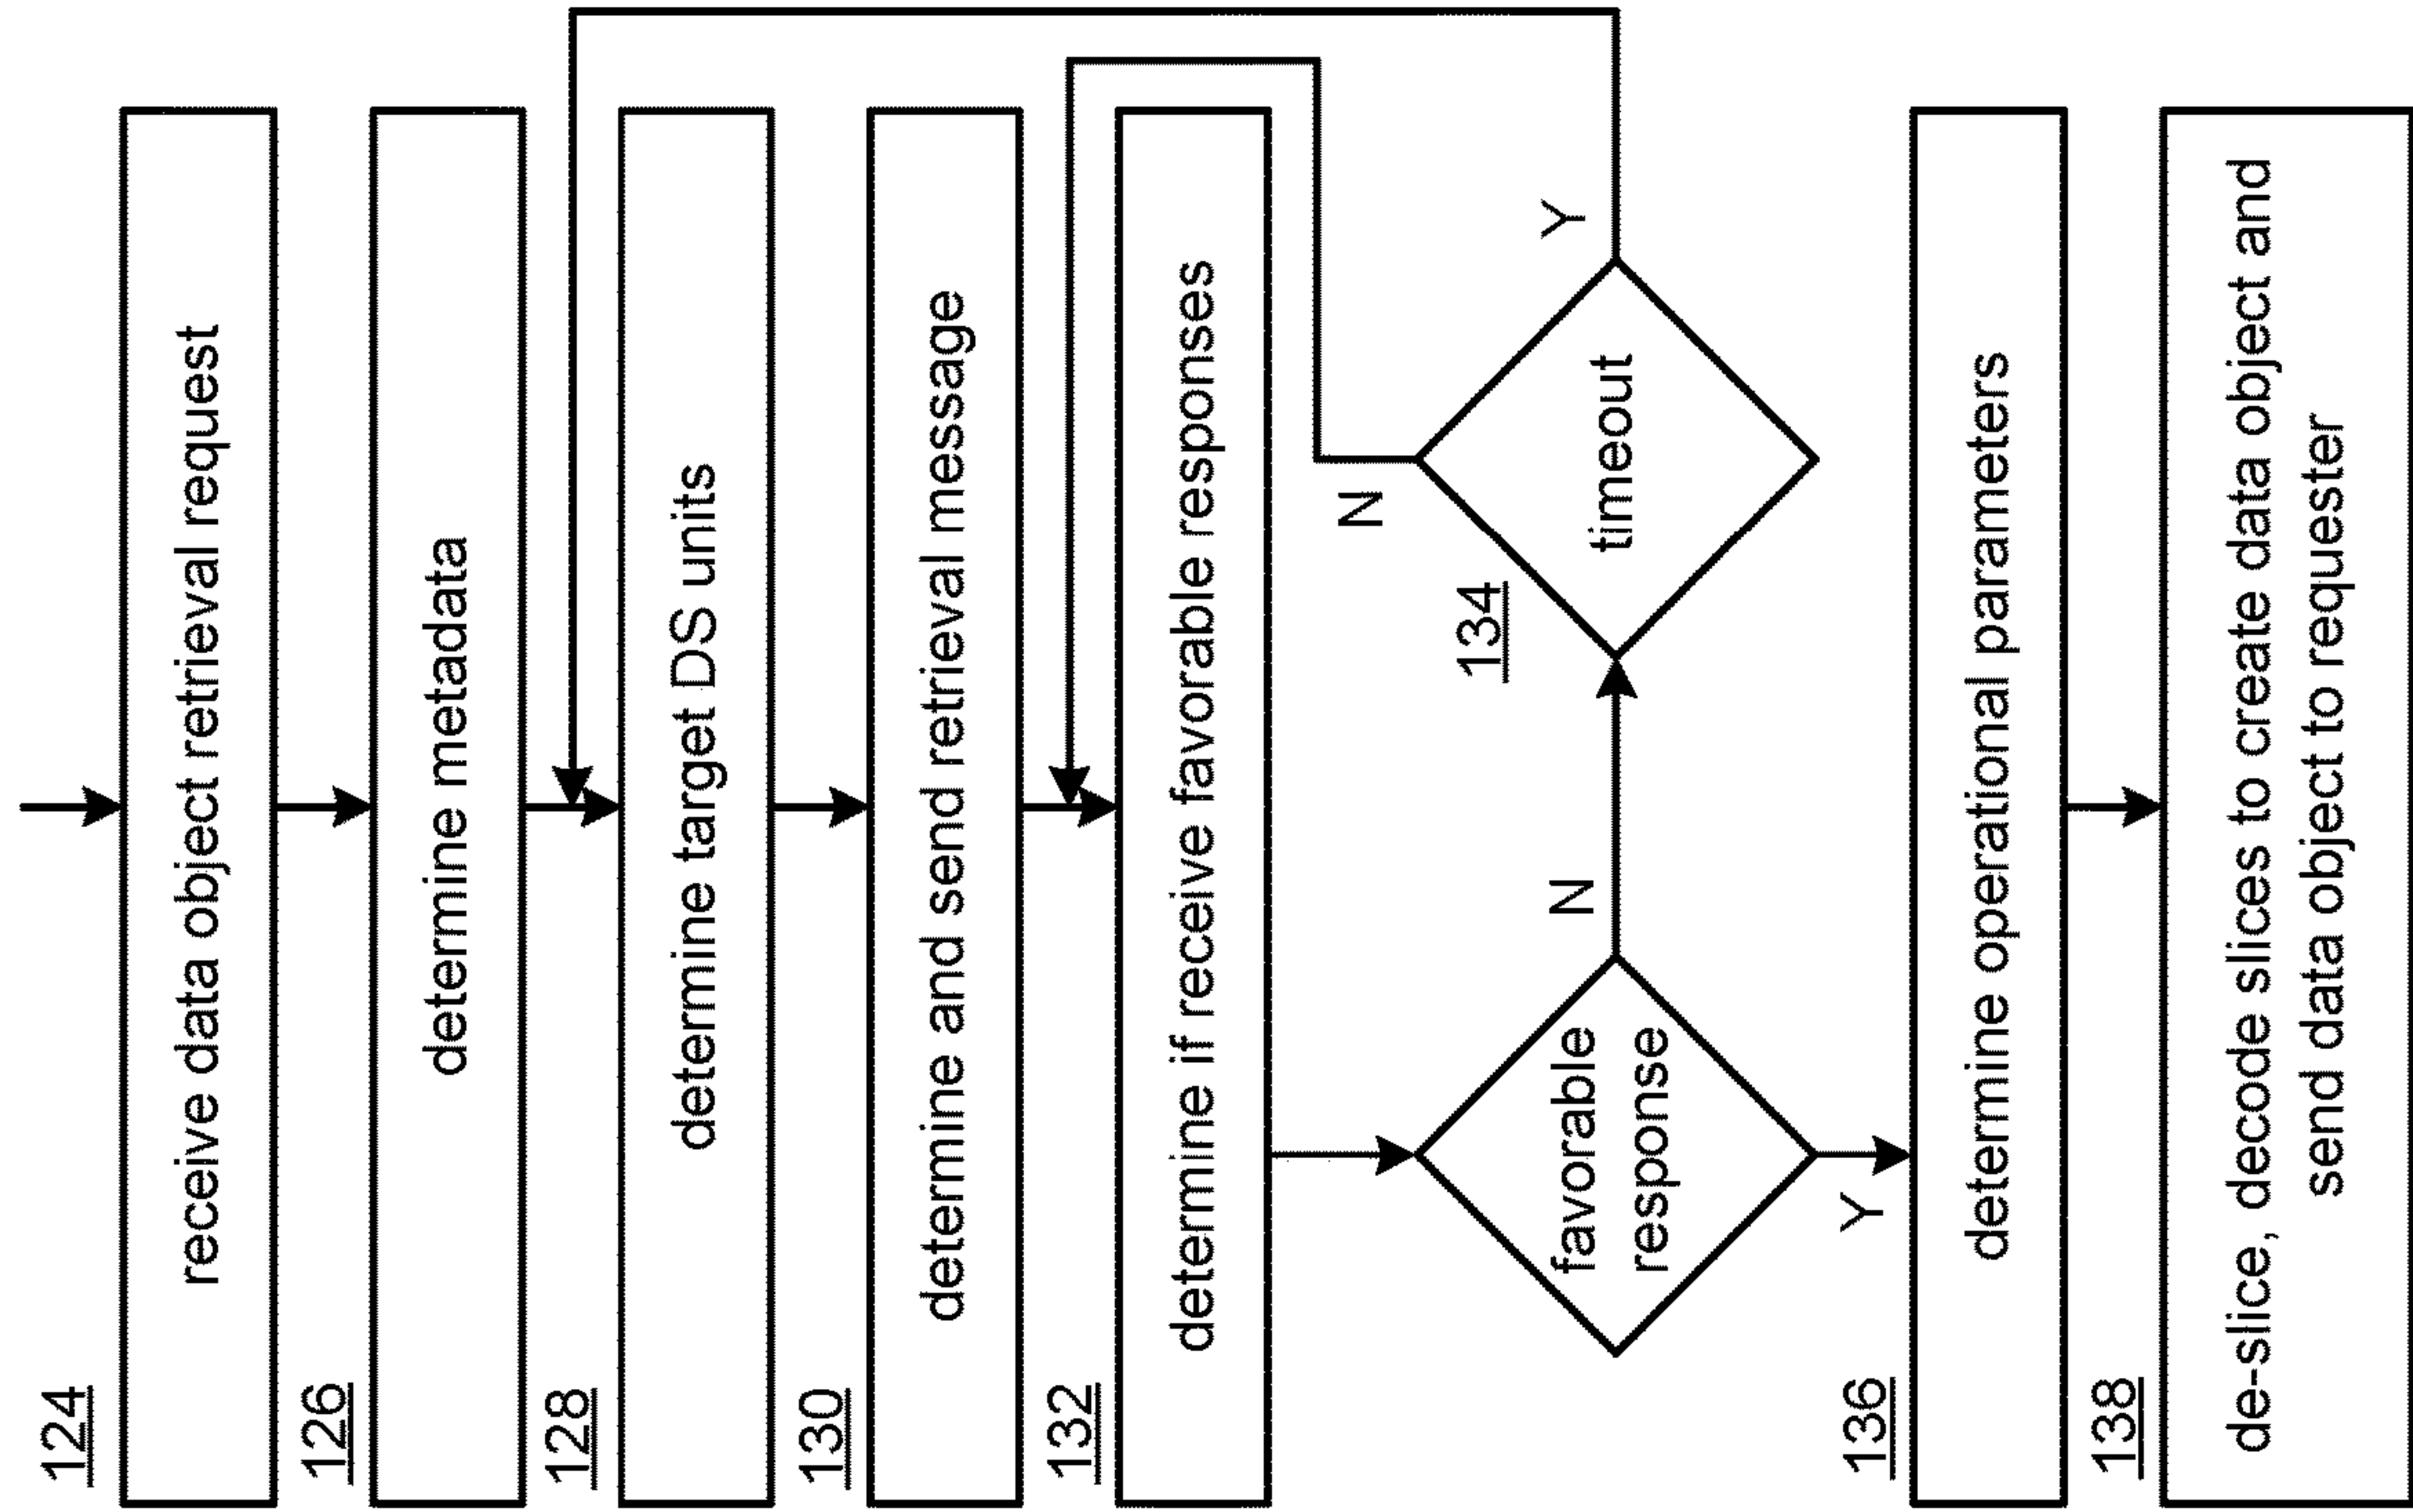 124
receive data object retrieval request
126
determine metadata
128
determine target DS units
130
determine and send retrieval message
132
determine if receive favorable responses
favorable
response
N
Y
134
timeout
N
Y
136
determine operational parameters
138
de-slice, decode slices to create data object and
send data object to requester